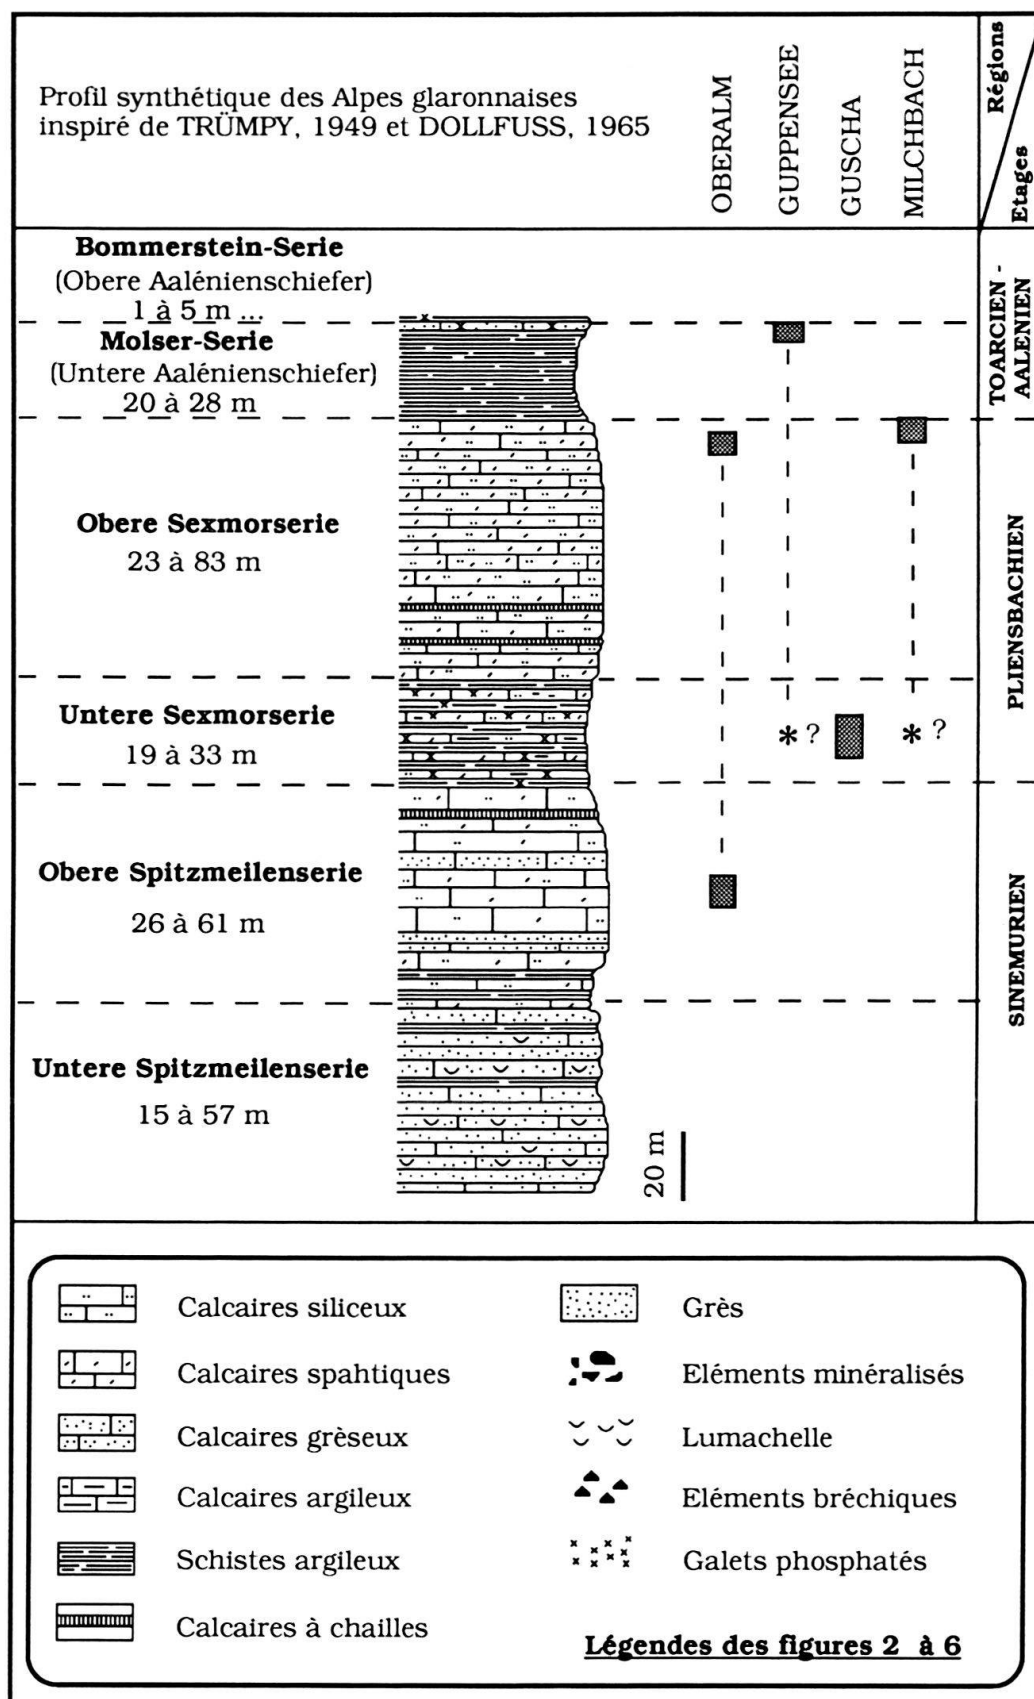 Profil synthétique des Alpes glaronnaises
inspiré de TRÜMPY, 1949 et DOLLFUSS, 1965
OBERALM
GUPPENSEE
GUSCHA
MILCHBACH
Régions
Etages
Bommerstein-Serie
(Obere Aalénienschiefer)
1 à 5 m ...
Molser-Serie
(Untere Aalénienschiefer)
20 à 28 m
TOARCIEN -
AALENIEN
Obere Sexmorserie
23 à 83 m
PLIENSBACHIEN
Untere Sexmorserie
19 à 33 m
* ?
* ?
Obere Spitzmeilenserie
26 à 61 m
SINEMURIEN
Untere Spitzmeilenserie
15 à 57 m
20 m
Calcaires siliceux
Grès
Calcaires spahtiques
Eléments minéralisés
Calcaires grèseux
Lumachelle
Calcaires argileux
Eléments bréchiques
Schistes argileux
Galets phosphatés
Calcaires à chailles
Légendes des figures 2 à 6